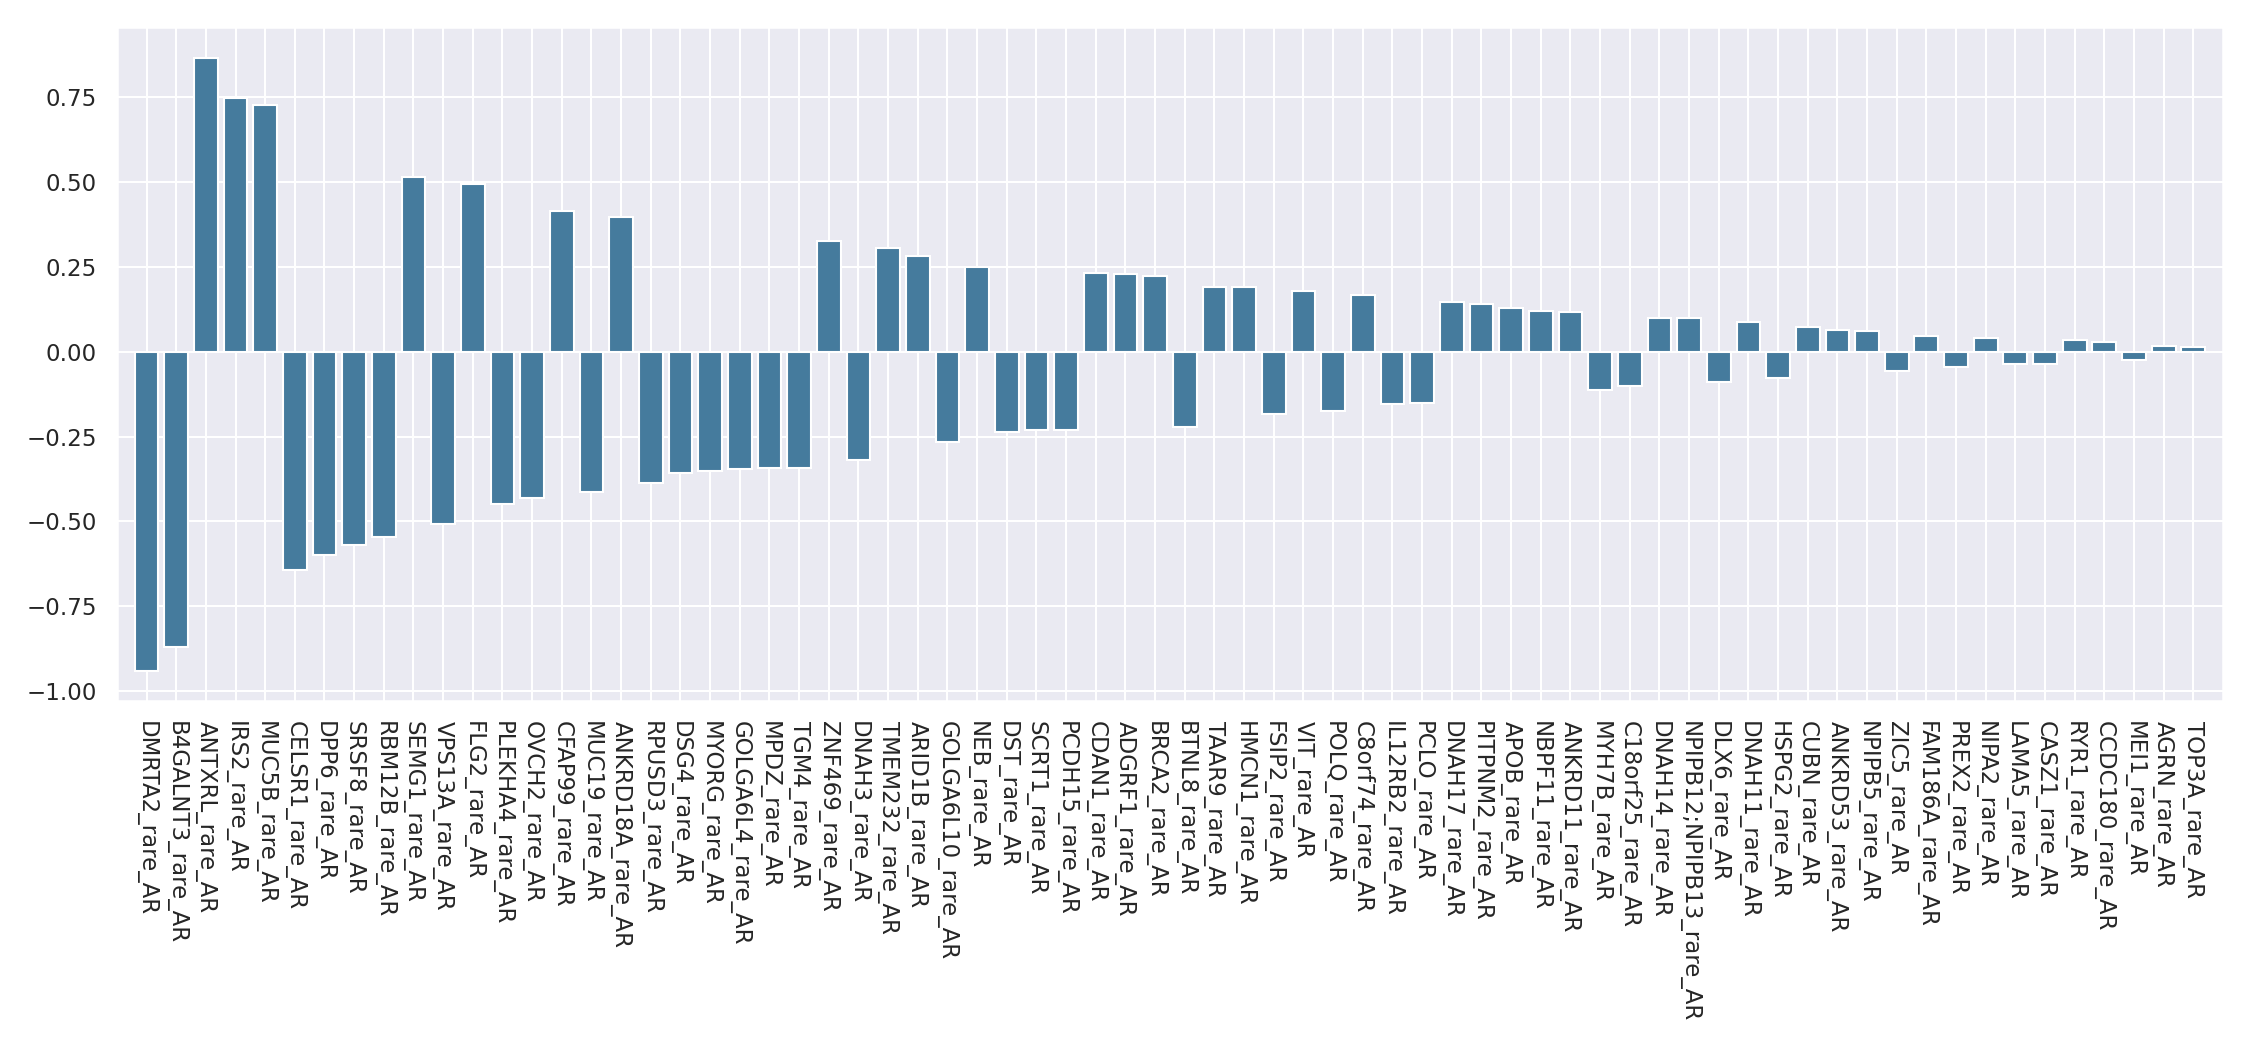 0.75
0.50
0.25
0.00
−0.25
−0.50
−0.75
−1.00
DMRTA2_rare_AR
B4GALNT3_rare_AR
ANTXRL_rare_AR
IRS2_rare_AR
MUC5B_rare_AR
CELSR1_rare_AR
DPP6_rare_AR
SRSF8_rare_AR
RBM12B_rare_AR
SEMG1_rare_AR
VPS13A_rare_AR
FLG2_rare_AR
PLEKHA4_rare_AR
OVCH2_rare_AR
CFAP99_rare_AR
MUC19_rare_AR
ANKRD18A_rare_AR
RPUSD3_rare_AR
DSG4_rare_AR
MYORG_rare_AR
GOLGA6L4_rare_AR
MPDZ_rare_AR
TGM4_rare_AR
ZNF469_rare_AR
DNAH3_rare_AR
TMEM232_rare_AR
ARID1B_rare_AR
GOLGA6L10_rare_AR
NEB_rare_AR
DST_rare_AR
SCRT1_rare_AR
PCDH15_rare_AR
CDAN1_rare_AR
ADGRF1_rare_AR
BRCA2_rare_AR
BTNL8_rare_AR
TAAR9_rare_AR
HMCN1_rare_AR
FSIP2_rare_AR
VIT_rare_AR
POLQ_rare_AR
C8orf74_rare_AR
IL12RB2_rare_AR
PCLO_rare_AR
DNAH17_rare_AR
PITPNM2_rare_AR
APOB_rare_AR
NBPF11_rare_AR
ANKRD11_rare_AR
MYH7B_rare_AR
C18orf25_rare_AR
DNAH14_rare_AR
NPIPB12;NPIPB13_rare_AR
DLX6_rare_AR
DNAH11_rare_AR
HSPG2_rare_AR
CUBN_rare_AR
ANKRD53_rare_AR
NPIPB5_rare_AR
ZIC5_rare_AR
FAM186A_rare_AR
PREX2_rare_AR
NIPA2_rare_AR
LAMA5_rare_AR
CASZ1_rare_AR
RYR1_rare_AR
CCDC180_rare_AR
MEI1_rare_AR
AGRN_rare_AR
TOP3A_rare_AR